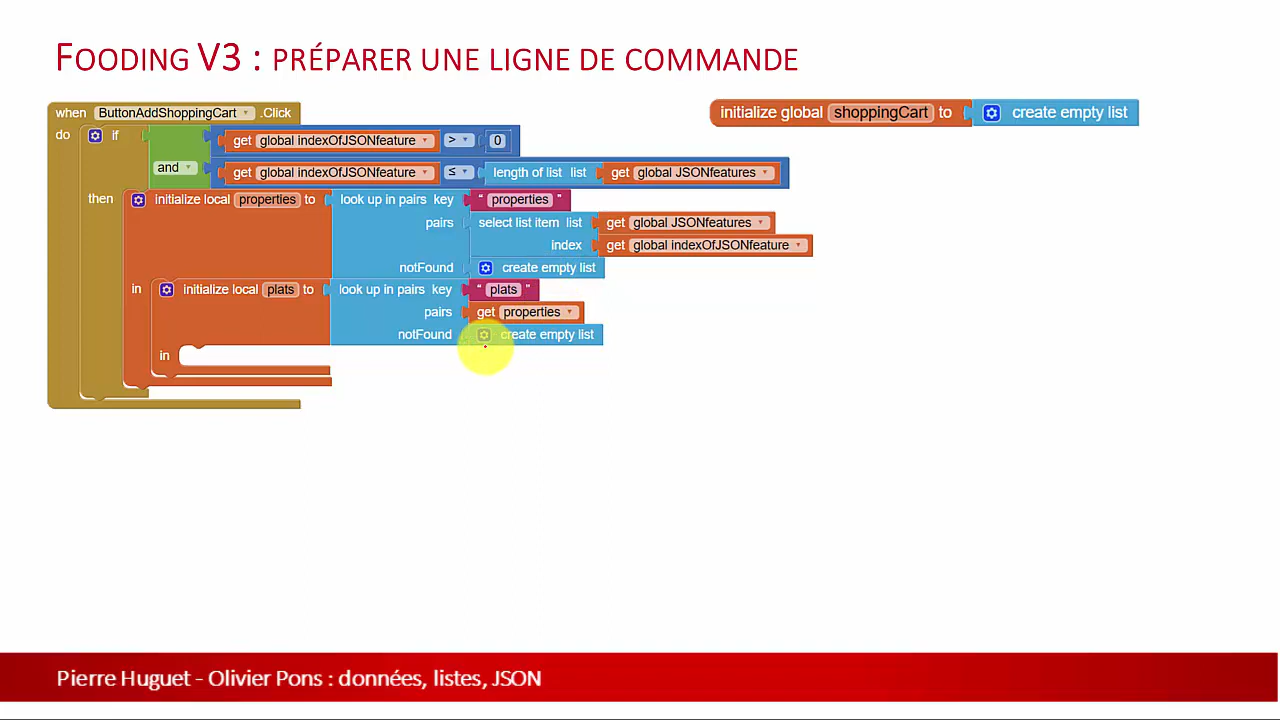 FOODING V3 : PRÉPARER UNE LIGNE DE COMMANDE
when ButtonAddShoppingCart .Click
initialize global shoppingCart to create empty list
do if get global indexOfJSONfeature > 0
and get global indexOfJSONfeature ≤ length of list list get global JSONfeatures
then initialize local properties to look up in pairs key " properties "
pairs select list item list get global JSONfeatures
index get global indexOfJSONfeature
notFound create empty list
in initialize local plats to look up in pairs key " plats "
pairs get properties
notFound create empty list
in
Pierre Huguet - Olivier Pons : données, listes, JSON